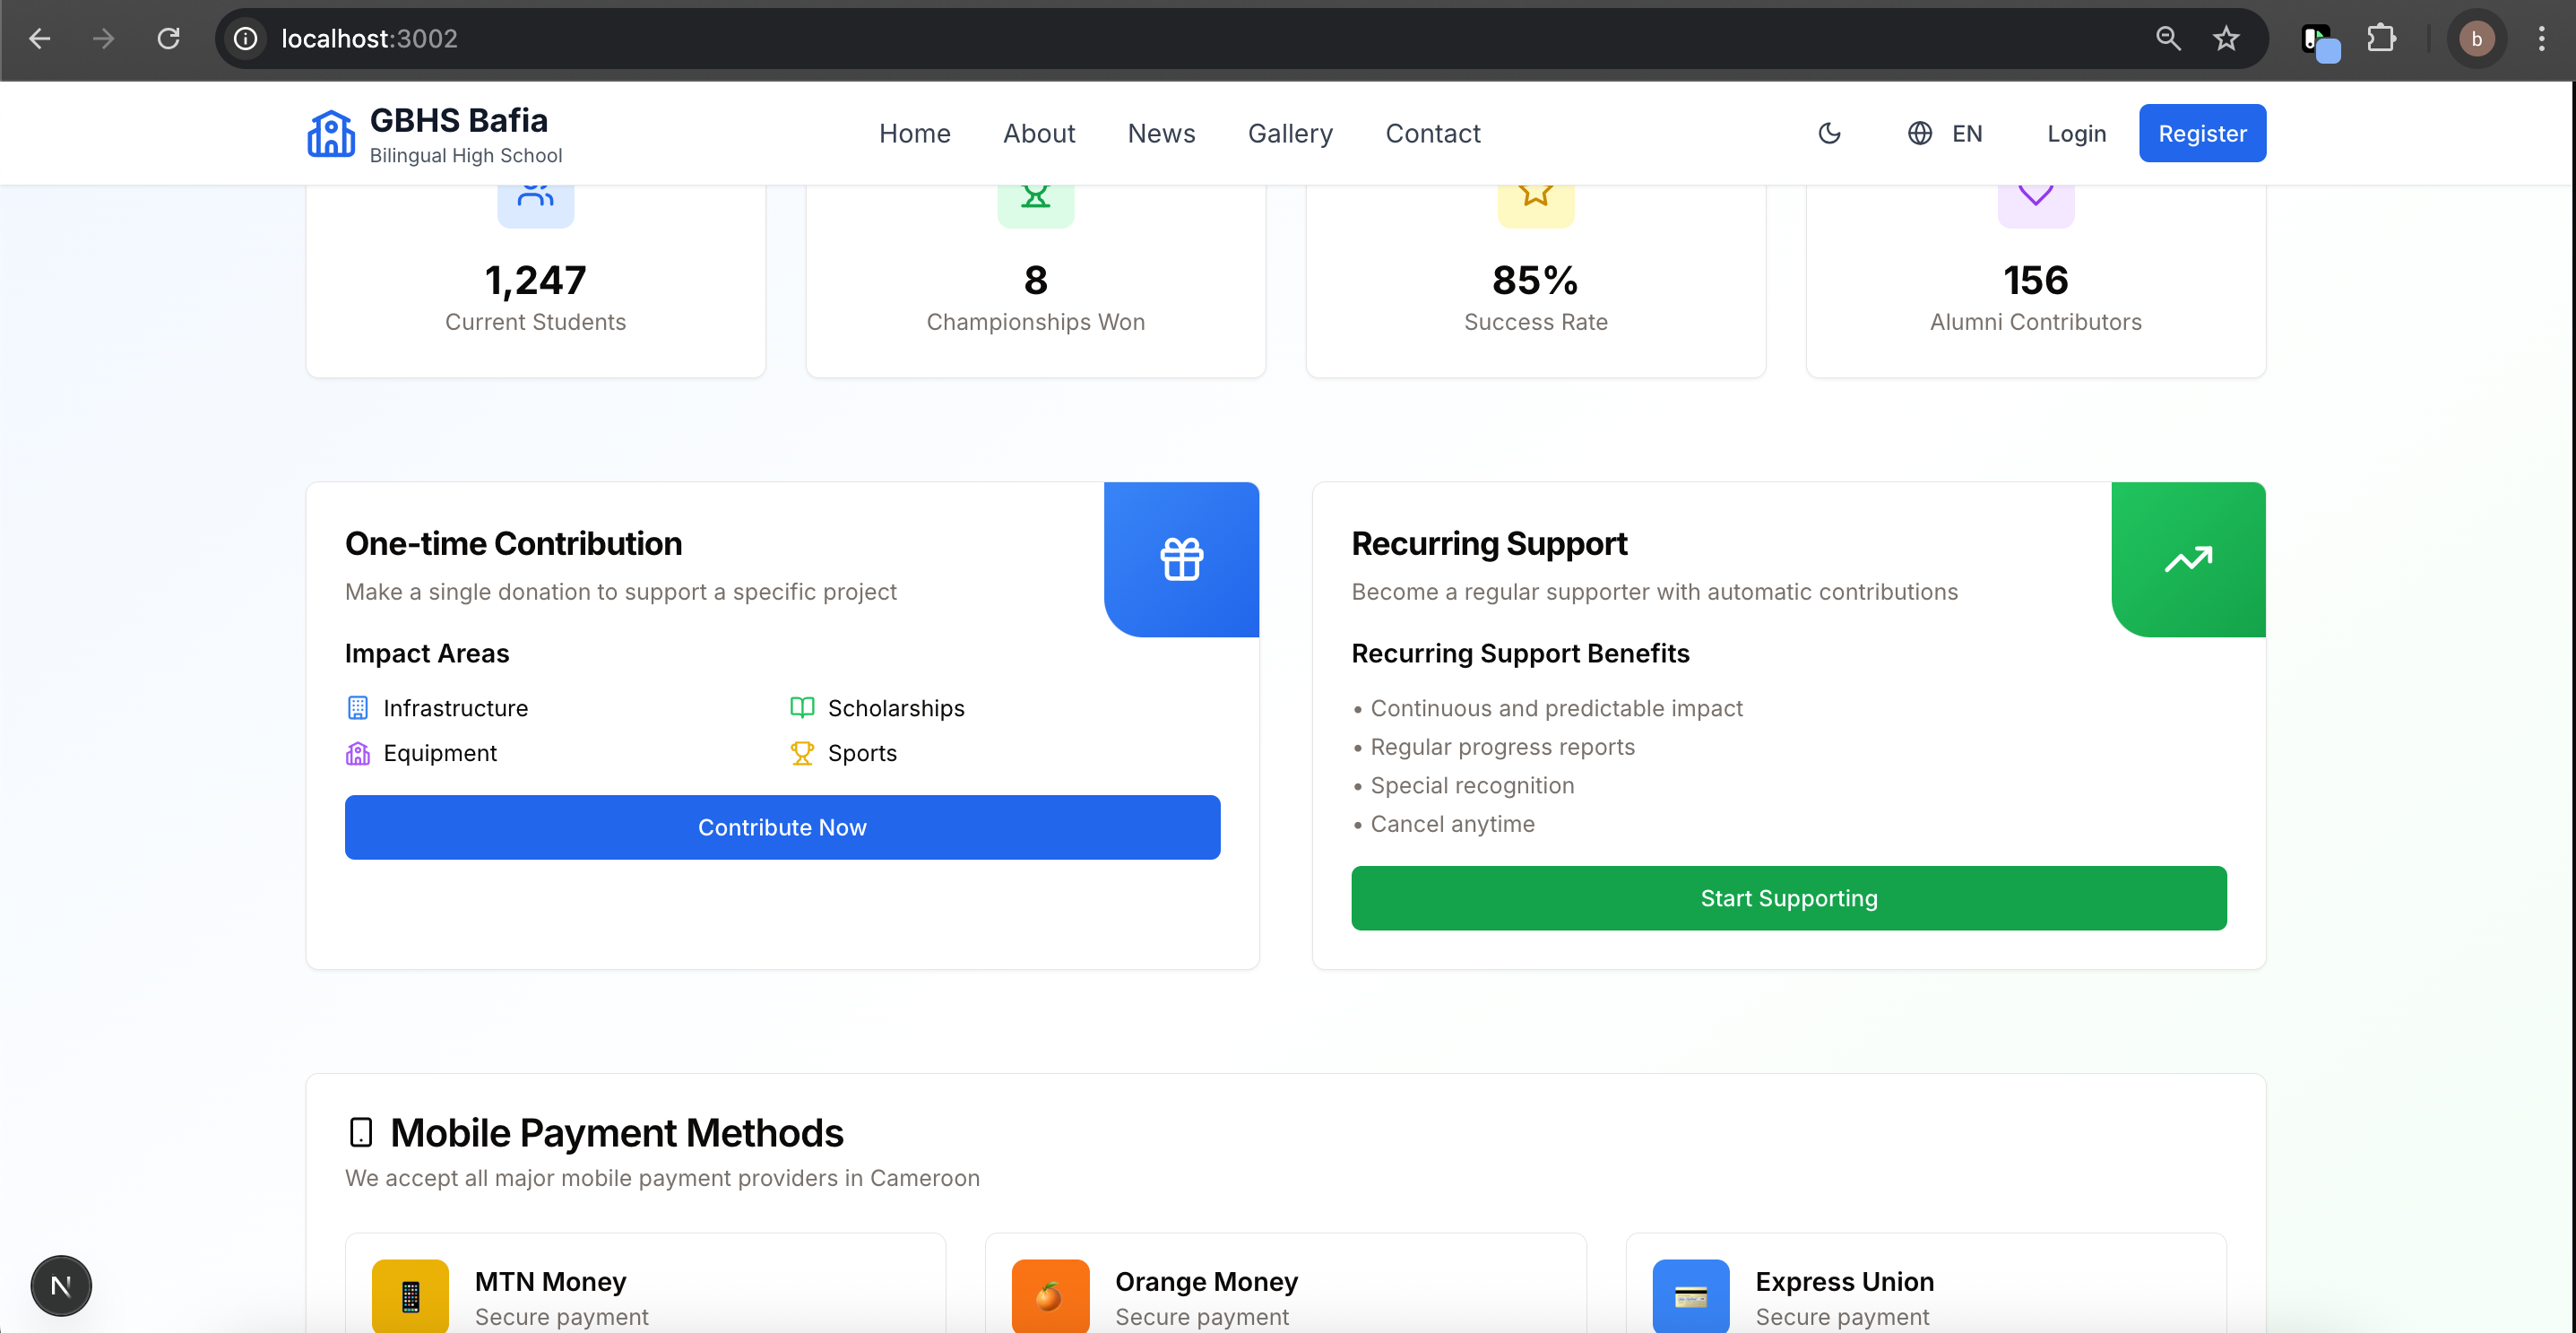 localhost:3002
b
GBHS Bafia
Bilingual High School
Home
About
News
Gallery
Contact
EN
Login
Register
1,247
Current Students
8
Championships Won
85%
Success Rate
156
Alumni Contributors
One-time Contribution
Make a single donation to support a specific project
Impact Areas
Infrastructure
Scholarships
Equipment
Sports
Contribute Now
Recurring Support
Become a regular supporter with automatic contributions
Recurring Support Benefits
• Continuous and predictable impact
• Regular progress reports
• Special recognition
• Cancel anytime
Start Supporting
Mobile Payment Methods
We accept all major mobile payment providers in Cameroon
MTN Money
Secure payment
Orange Money
Secure payment
Express Union
Secure payment
N